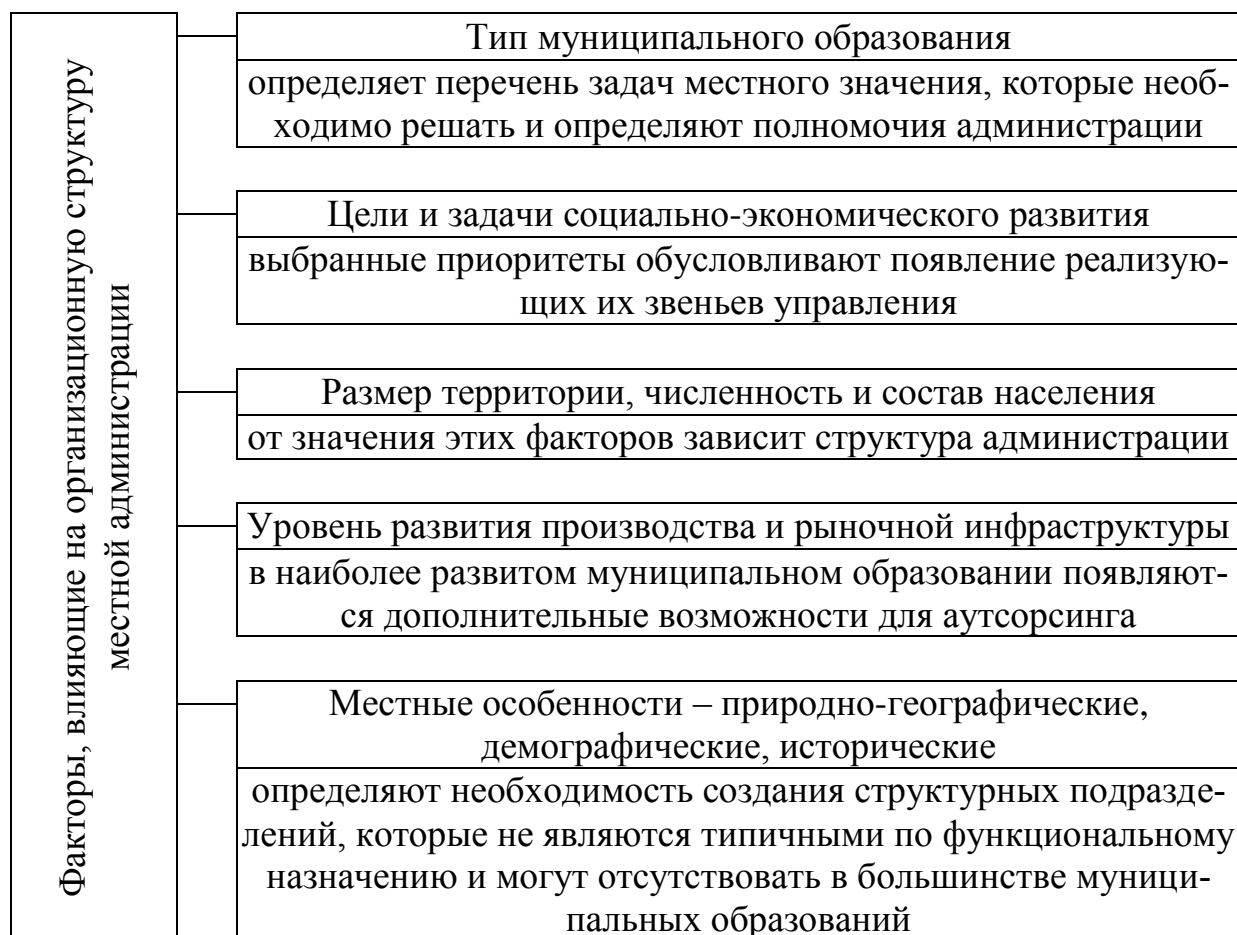 Факторы, влияющие на организационную структуру
местной администрации
Тип муниципального образования
определяет перечень задач местного значения, которые необ-
ходимо решать и определяют полномочия администрации
Цели и задачи социально-экономического развития
выбранные приоритеты обусловливают появление реализую-
щих их звеньев управления
Размер территории, численность и состав населения
от значения этих факторов зависит структура администрации
Уровень развития производства и рыночной инфраструктуры
в наиболее развитом муниципальном образовании появляют-
ся дополнительные возможности для аутсорсинга
Местные особенности – природно-географические,
демографические, исторические
определяют необходимость создания структурных подразде-
лений, которые не являются типичными по функциональному
назначению и могут отсутствовать в большинстве муници-
пальных образований